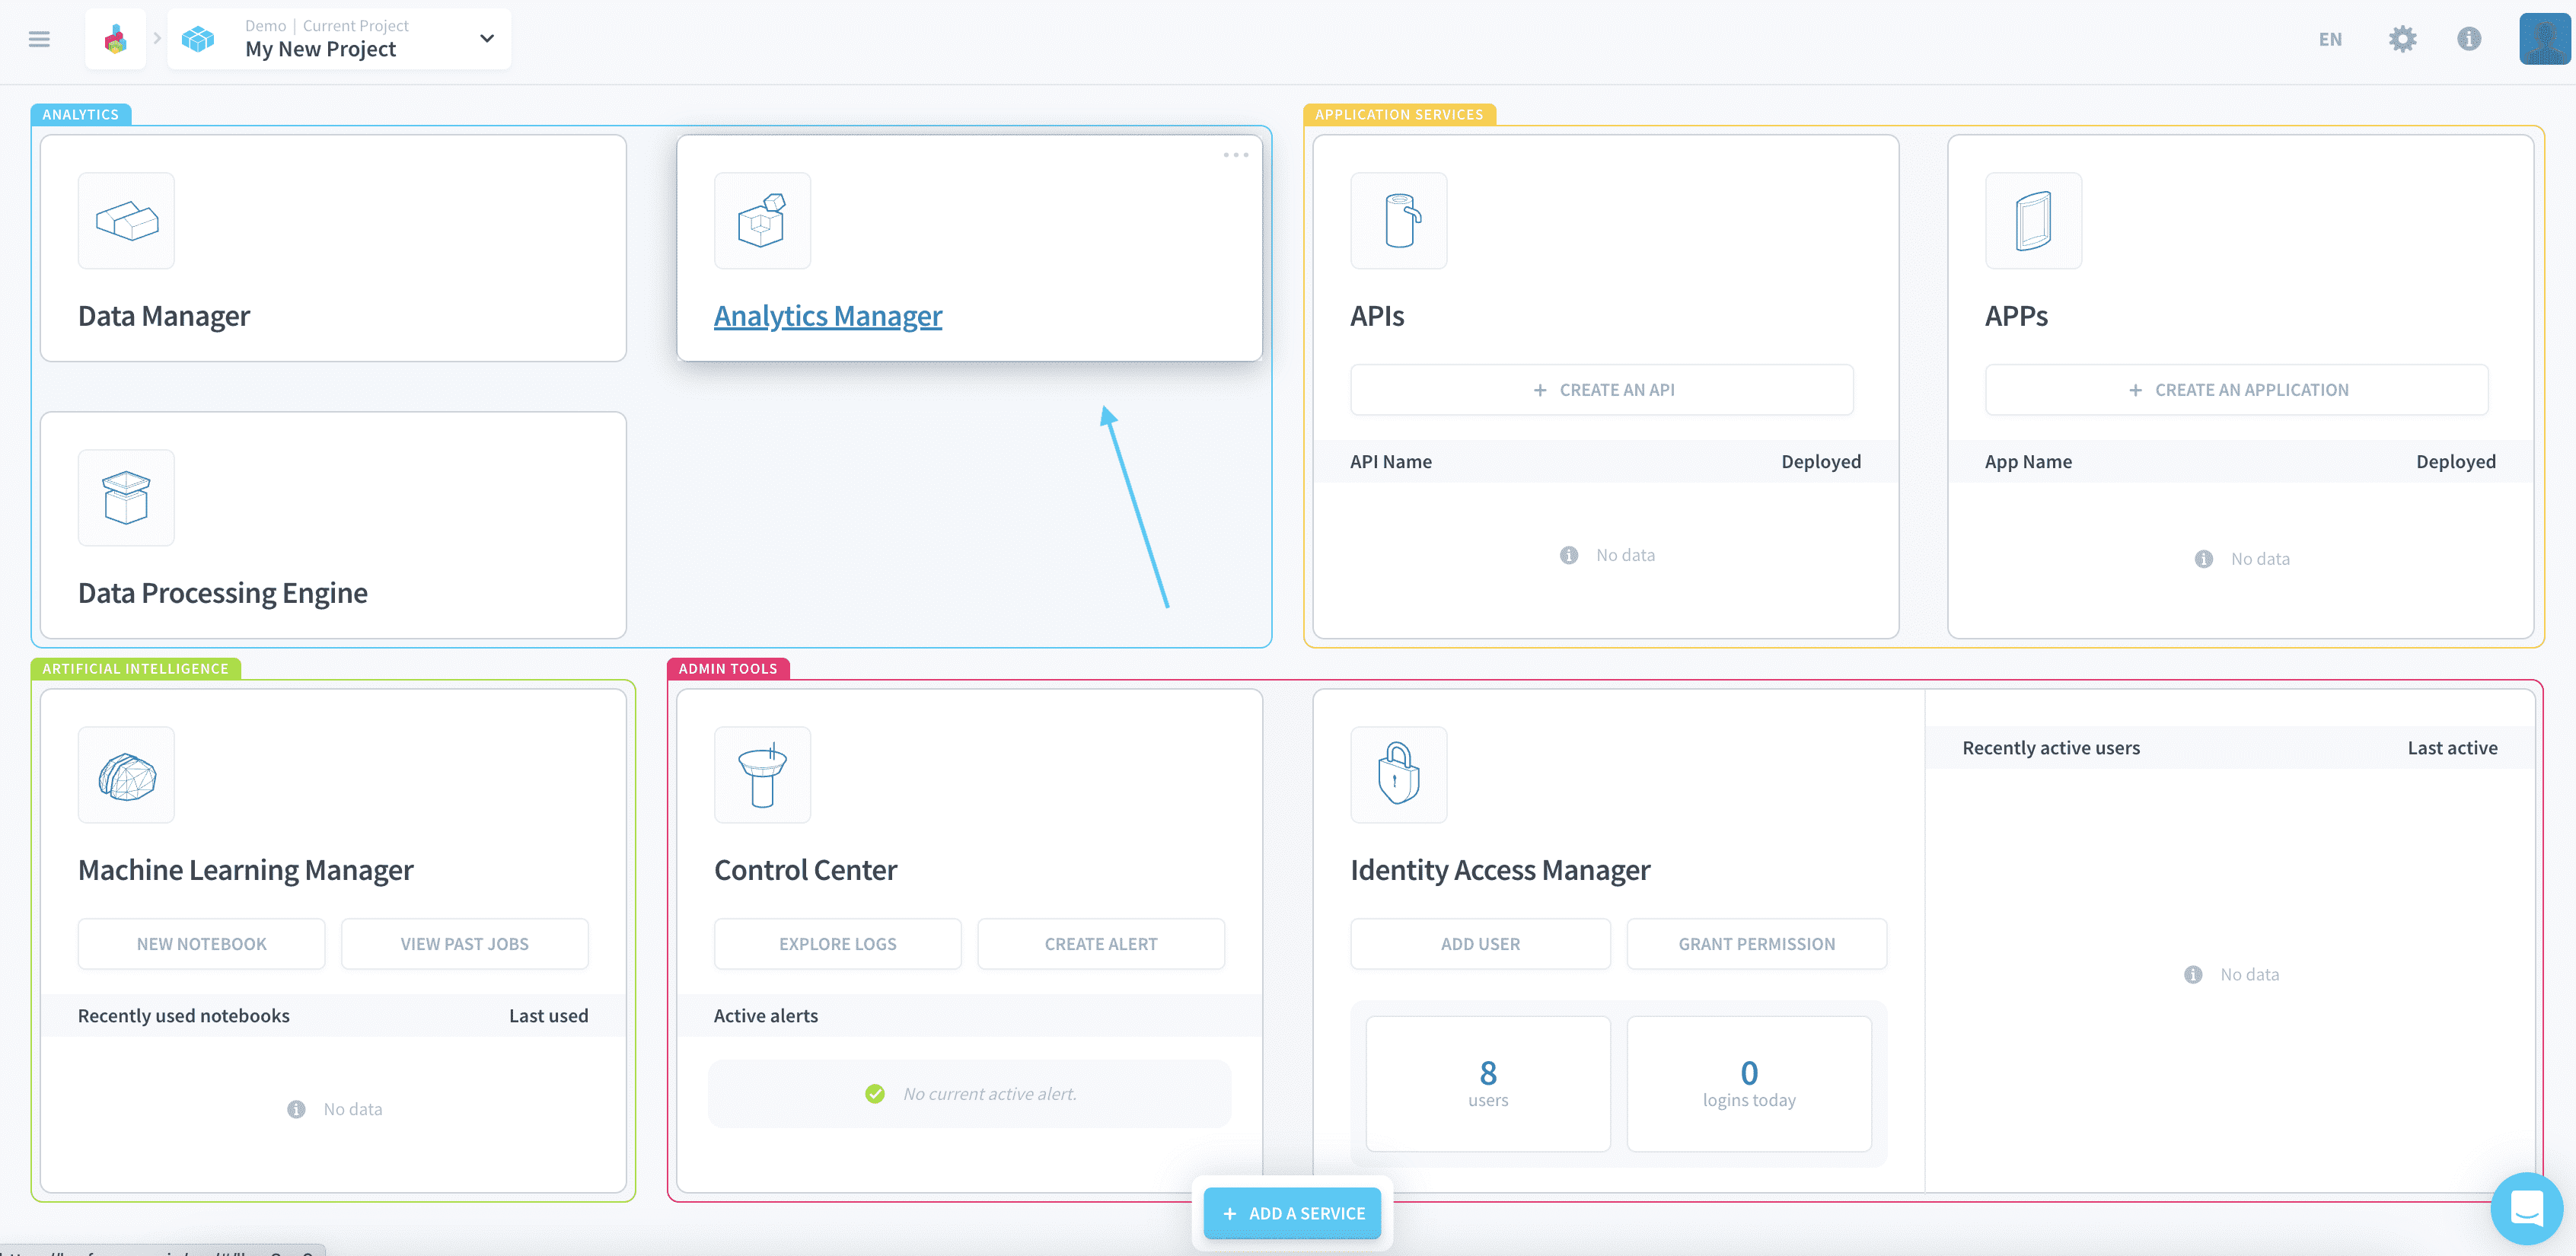 Demo | Current Project
My New Project
EN
ANALYTICS
Data Manager
Analytics Manager
Data Processing Engine
APPLICATION SERVICES
APIs
+ CREATE AN API
API Name Deployed
No data
APPs
+ CREATE AN APPLICATION
App Name Deployed
No data
ARTIFICIAL INTELLIGENCE
Machine Learning Manager
NEW NOTEBOOK VIEW PAST JOBS
Recently used notebooks Last used
No data
ADMIN TOOLS
Control Center
EXPLORE LOGS CREATE ALERT
Active alerts
No current active alert.
Identity Access Manager
ADD USER GRANT PERMISSION
8
users
0
logins today
Recently active users Last active
No data
+ ADD A SERVICE